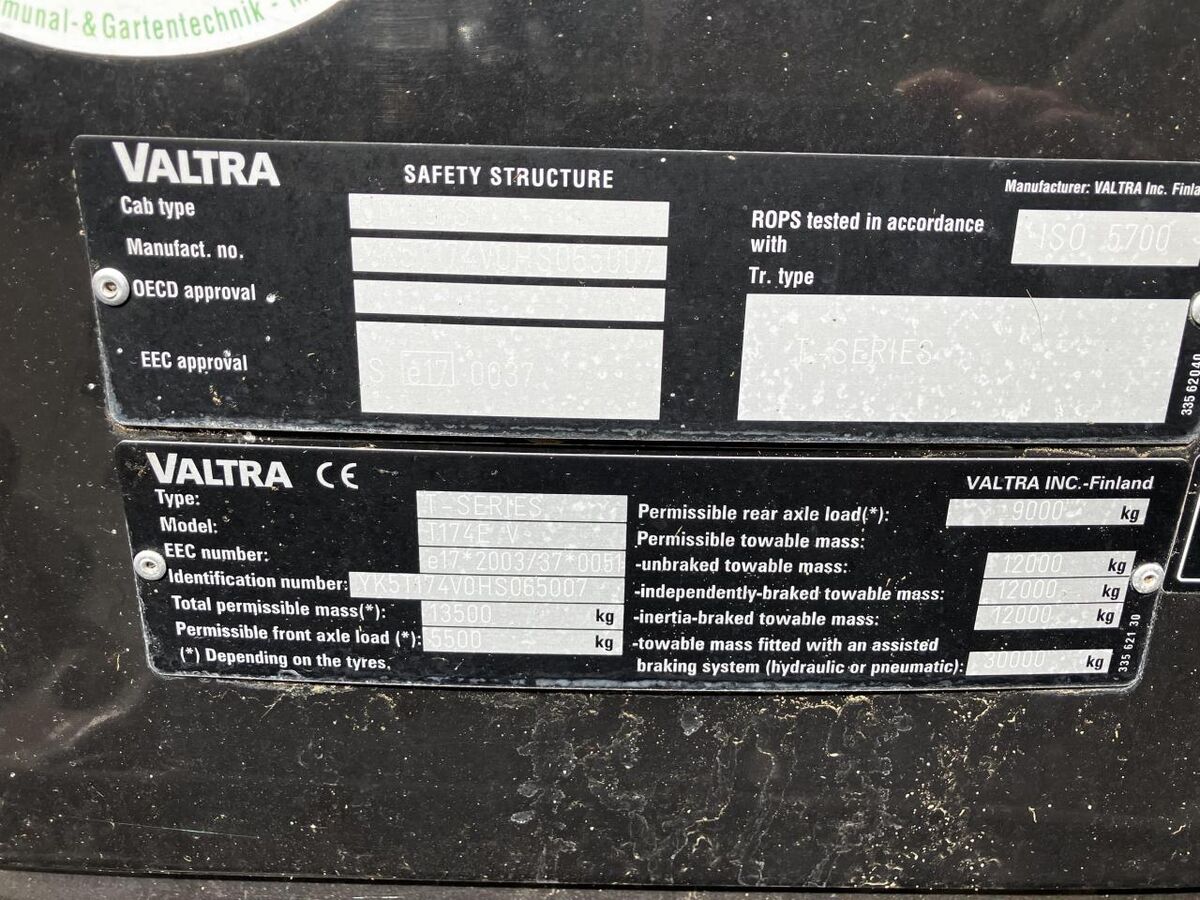 munal-&Gartentechnik - M
VALTRA
SAFETY STRUCTURE
Manufacturer: VALTRA Inc. Finla
Cab type
ROPS tested in accordance
with
ISO 5700
Manufact. no.
YK51174V0HS065007
OECD approval
Tr. type
T-SERIES
EEC approval
S e17 0037
335 62040
VALTRA CE
VALTRA INC.-Finland
Type: T-SERIES
Model: T174E V
EEC number: e17*2003/37*0051
Identification number: YK51174V0HS065007
Total permissible mass(*): 13500 kg
Permissible front axle load (*): 5500 kg
(*) Depending on the tyres.
Permissible rear axle load(*): 9000 kg
Permissible towable mass:
-unbraked towable mass: 12000 kg
-independently-braked towable mass: 12000 kg
-inertia-braked towable mass: 12000 kg
-towable mass fitted with an assisted
braking system (hydraulic or pneumatic): 30000 kg
335 621 30